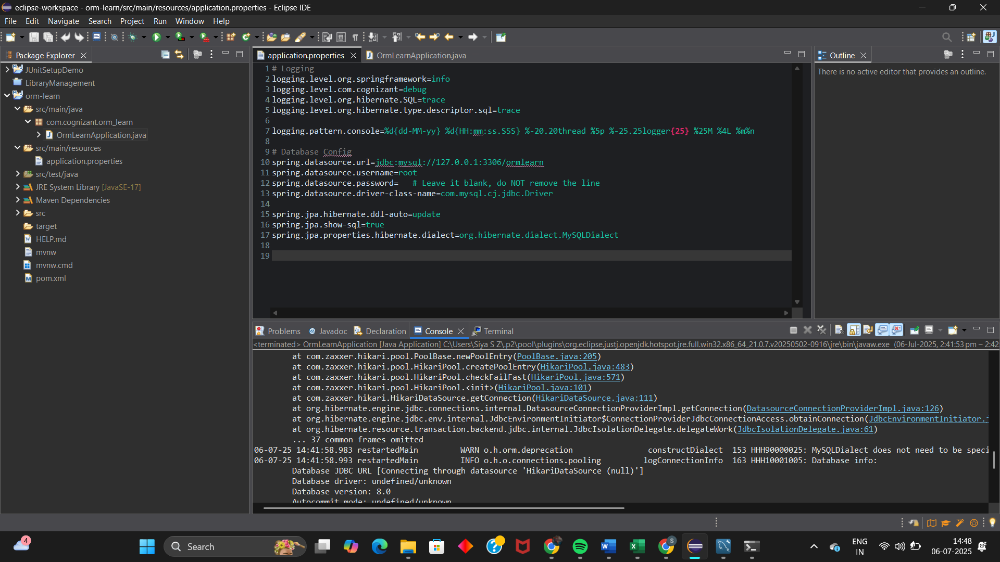 eclipse-workspace - orm-learn/src/main/resources/application.properties - Eclipse IDE
File Edit Navigate Search Project Run Window Help
Package Explorer
JUnitSetupDemo
LibraryManagement
orm-learn
src/main/java
com.cognizant.orm_learn
OrmLearnApplication.java
src/main/resources
application.properties
src/test/java
JRE System Library [JavaSE-17]
Maven Dependencies
src
target
HELP.md
mvnw
mvnw.cmd
pom.xml
application.properties
OrmLearnApplication.java
1 # Logging
2 logging.level.org.springframework=info
3 logging.level.com.cognizant=debug
4 logging.level.org.hibernate.SQL=trace
5 logging.level.org.hibernate.type.descriptor.sql=trace
6
7 logging.pattern.console=%d{dd-MM-yy} %d{HH:mm:ss.SSS} %-20.20thread %5p %-25.25logger{25} %25M %4L %m%n
8
9 # Database Config
10 spring.datasource.url=jdbc:mysql://127.0.0.1:3306/ormlearn
11 spring.datasource.username=root
12 spring.datasource.password=   # Leave it blank, do NOT remove the line
13 spring.datasource.driver-class-name=com.mysql.cj.jdbc.Driver
14
15 spring.jpa.hibernate.ddl-auto=update
16 spring.jpa.show-sql=true
17 spring.jpa.properties.hibernate.dialect=org.hibernate.dialect.MySQLDialect
18
19
Outline
There is no active editor that provides an outline.
Problems @ Javadoc Declaration Console Terminal
<terminated> OrmLearnApplication [Java Application] C:\Users\Siya S Z\.p2\pool\plugins\org.eclipse.justj.openjdk.hotspot.jre.full.win32.x86_64_21.0.7.v20250502-0916\jre\bin\javaw.exe (06-Jul-2025, 2:41:53 pm – 2:42
at com.zaxxer.hikari.pool.PoolBase.newPoolEntry(PoolBase.java:205)
at com.zaxxer.hikari.pool.HikariPool.createPoolEntry(HikariPool.java:483)
at com.zaxxer.hikari.pool.HikariPool.checkFailFast(HikariPool.java:571)
at com.zaxxer.hikari.pool.HikariPool.<init>(HikariPool.java:101)
at com.zaxxer.hikari.HikariDataSource.getConnection(HikariDataSource.java:111)
at org.hibernate.engine.jdbc.connections.internal.DatasourceConnectionProviderImpl.getConnection(DatasourceConnectionProviderImpl.java:126)
at org.hibernate.engine.jdbc.env.internal.JdbcEnvironmentInitiator$ConnectionProviderJdbcConnectionAccess.obtainConnection(JdbcEnvironmentInitiator.j
at org.hibernate.resource.transaction.backend.jdbc.internal.JdbcIsolationDelegate.delegateWork(JdbcIsolationDelegate.java:61)
... 37 common frames omitted
06-07-25 14:41:58.983 restartedMain WARN o.h.orm.deprecation constructDialect 153 HHH90000025: MySQLDialect does not need to be speci
06-07-25 14:41:58.993 restartedMain INFO o.h.o.connections.pooling logConnectionInfo 163 HHH10001005: Database info:
Database JDBC URL [Connecting through datasource 'HikariDataSource (null)']
Database driver: undefined/unknown
Database version: 8.0
Autocommit mode: undefined/unknown
4
Search
S
ENG
IN
14:48
06-07-2025